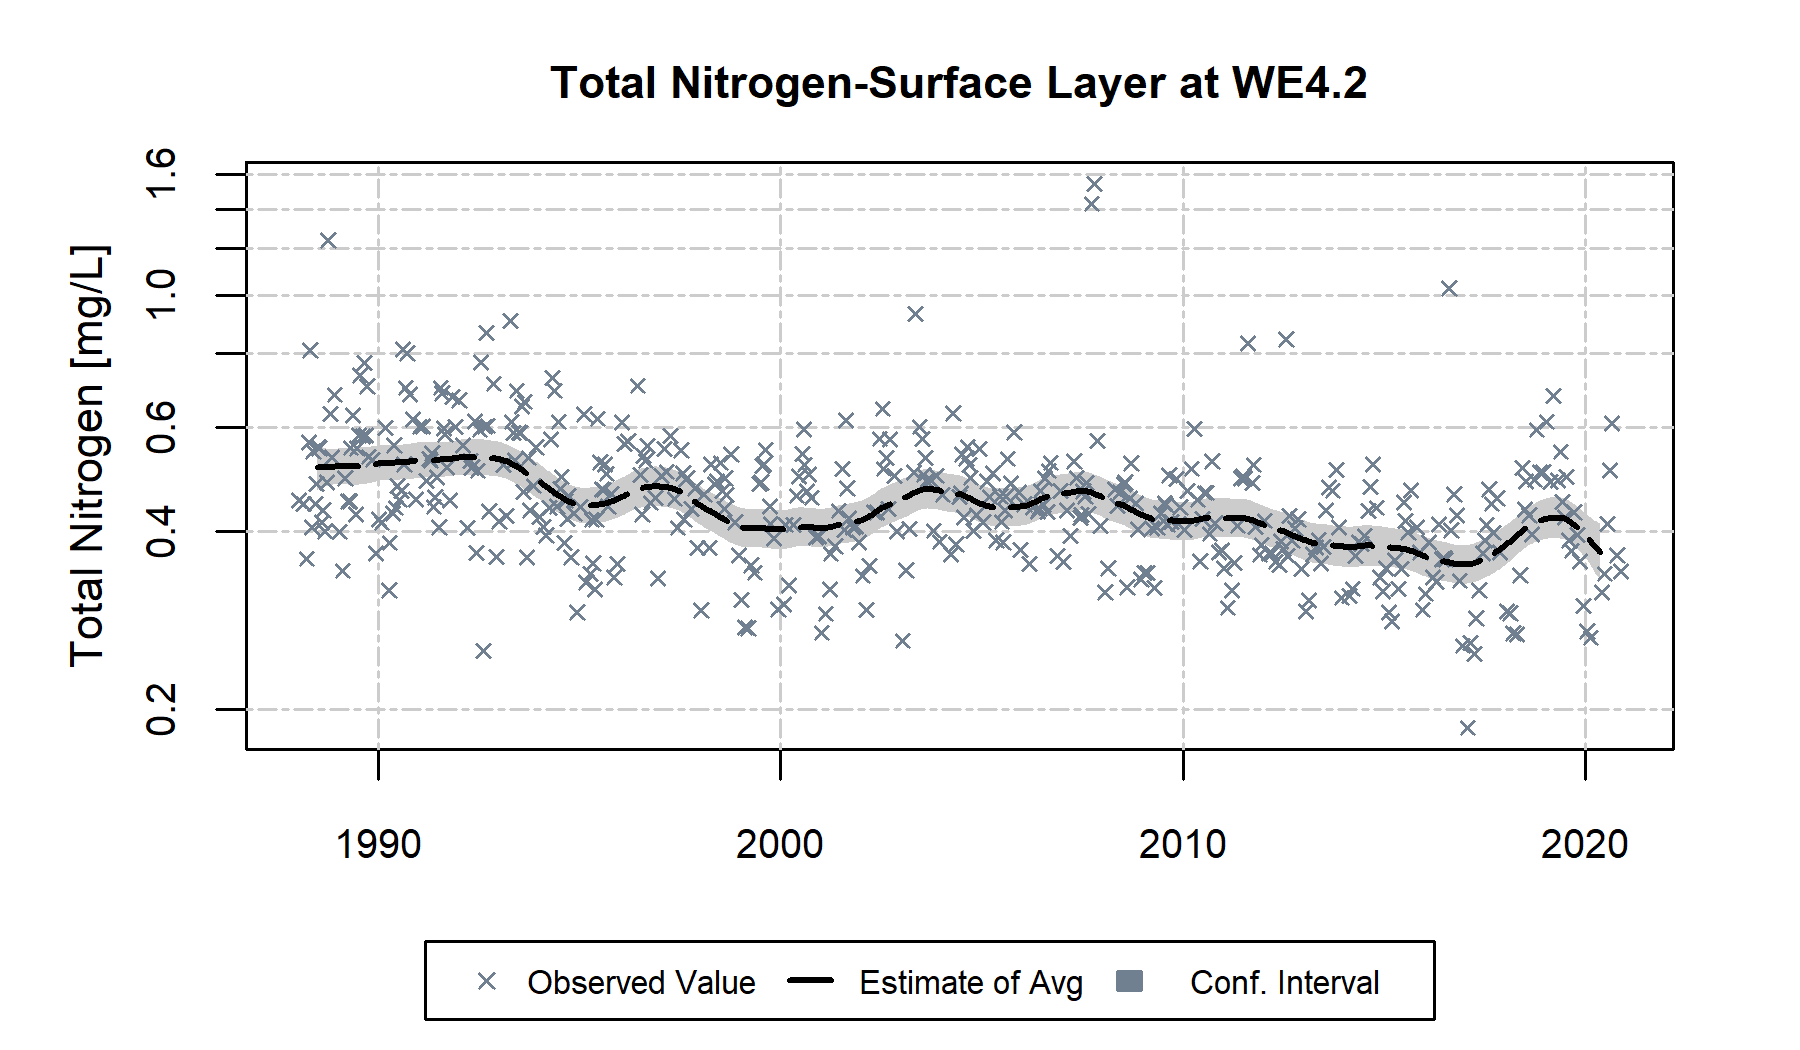 Total Nitrogen-Surface Layer at WE4.2
Total Nitrogen [mg/L]
1.6
1.0
0.6
0.4
0.2
1990 2000 2010 2020
Observed Value Estimate of Avg Conf. Interval